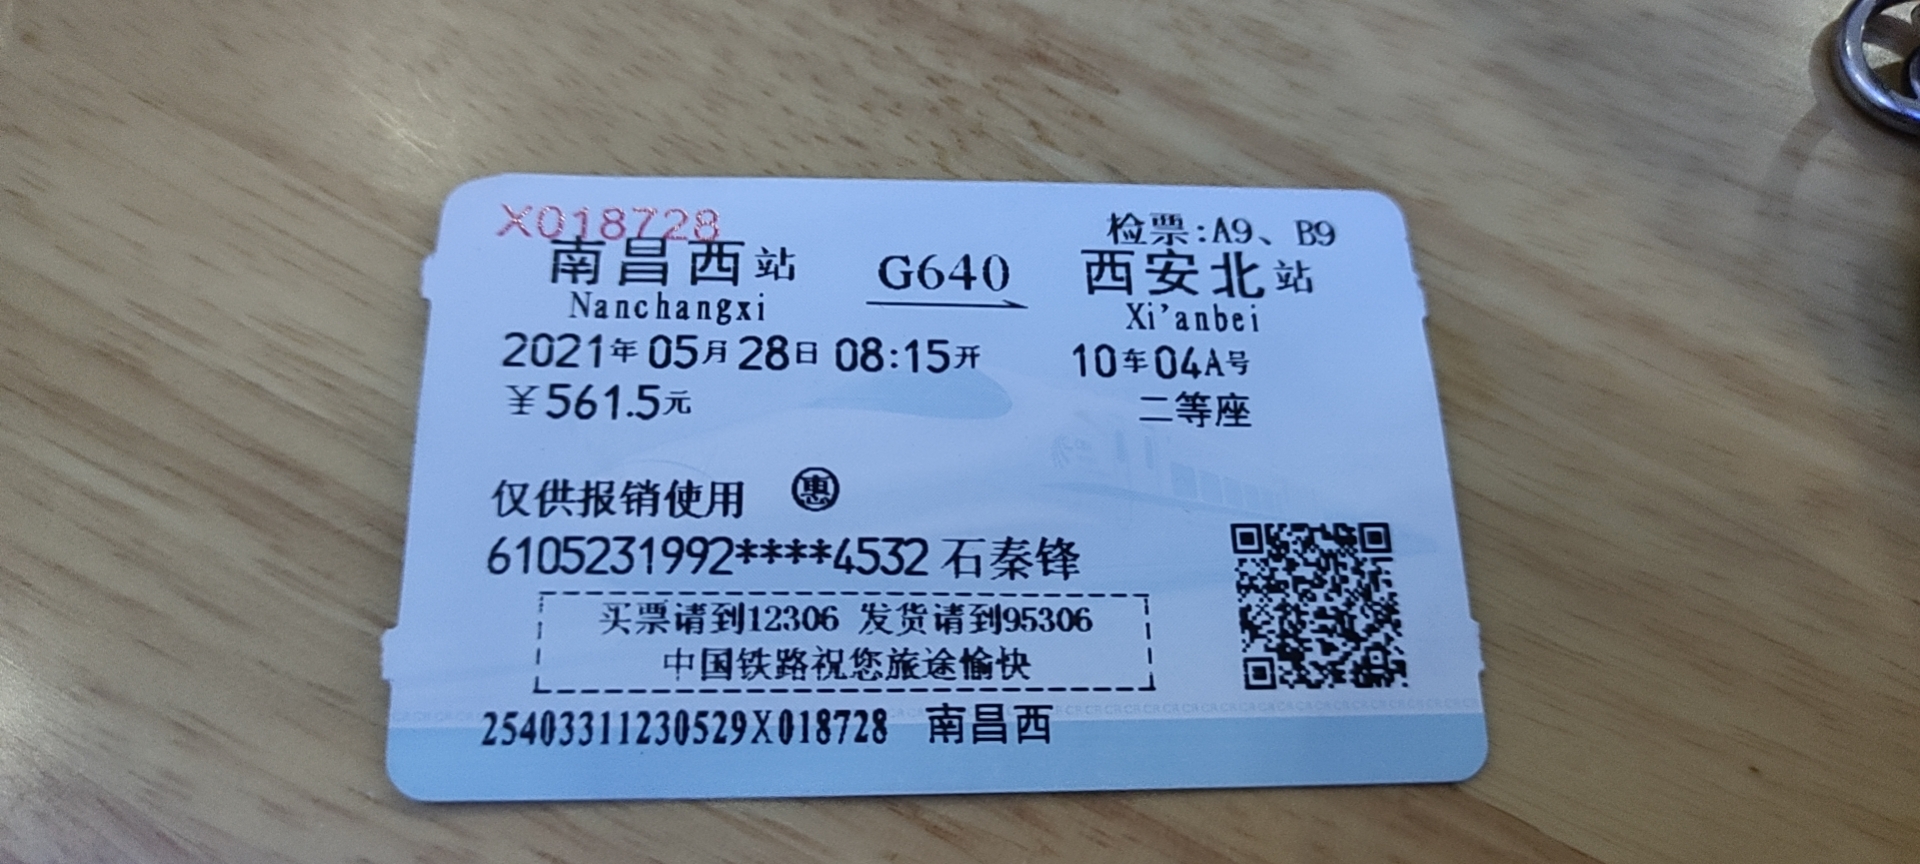 X018728
检票:A9、B9
南昌西站 G640 西安北站
Nanchangxi Xi'anbei
2021年05月28日 08:15开 10车04A号
￥561.5元 二等座
仅供报销使用 惠
6105231992****4532 石秦锋
买票请到12306 发货请到95306
中国铁路祝您旅途愉快
25403311230529X018728 南昌西